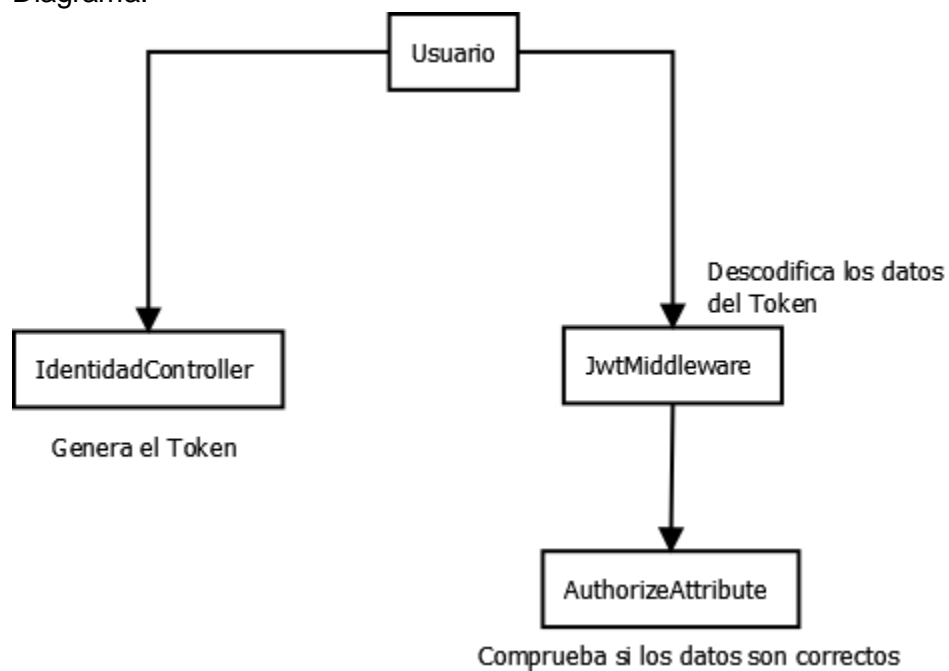 Diagrama:
Usuario
Descodifica los datos
del Token
IdentidadController
JwtMiddleware
Genera el Token
AuthorizeAttribute
Comprueba si los datos son correctos